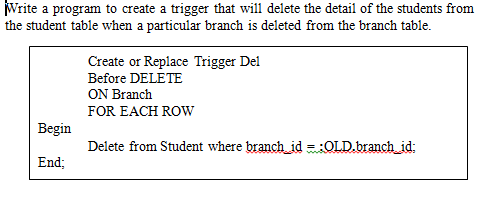 Write a program to create a trigger that will delete the detail of the students from
the student table when a particular branch is deleted from the branch table.
Create or Replace Trigger Del
Before DELETE
ON Branch
FOR EACH ROW
Begin
Delete from Student where branch_id = :OLD.branch_id;
End;